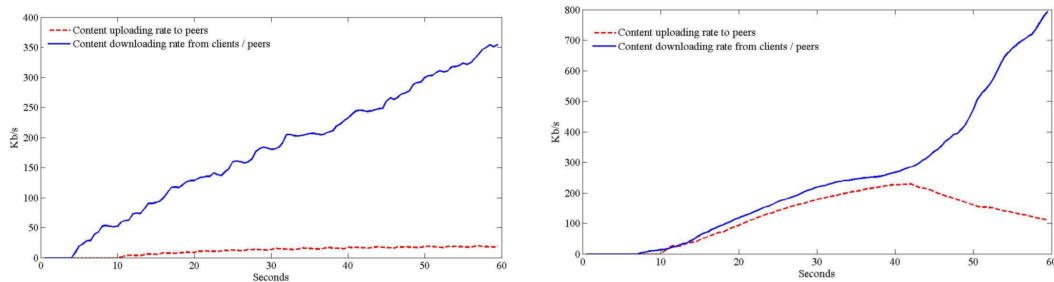 400
350
300
250
200
150
100
50
0
Kb/s
Content uploading rate to peers
Content downloading rate from clients / peers
0 10 20 30 40 50 60
Seconds
800
700
600
500
400
300
200
100
0
Kb/s
Content uploading rate to peers
Content downloading rate from clients / peers
0 10 20 30 40 50 60
Seconds